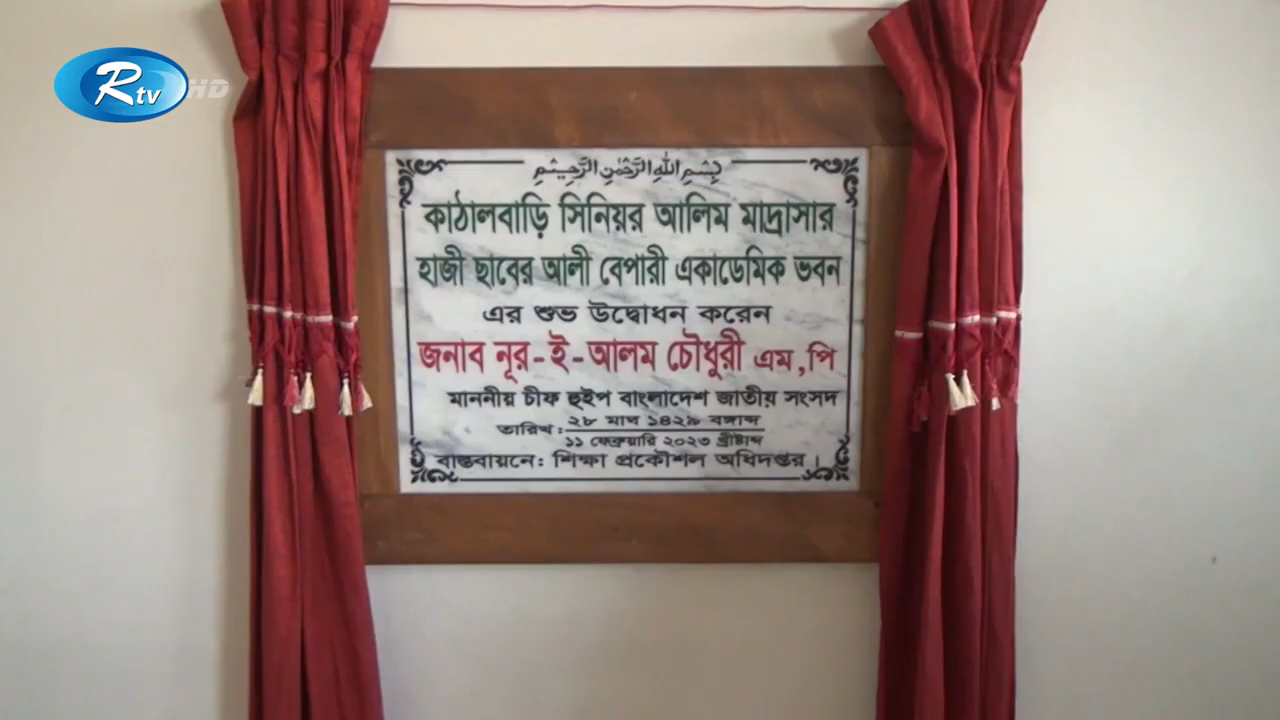 Rtv HD
بِسْمِ اللهِ الرَّحْمٰنِ الرَّحِيْمِ
কাঠালবাড়ি সিনিয়র আলিম মাদ্রাসার
হাজী ছাবের আলী বেপারী একাডেমিক ভবন
এর শুভ উদ্বোধন করেন
জনাব নূর-ই-আলম চৌধুরী এম,পি
মাননীয় চীফ হুইপ বাংলাদেশ জাতীয় সংসদ
তারিখ: ২৮ মাঘ ১৪২৯ বঙ্গাব্দ
১১ ফেব্রুয়ারি ২০২৩ খ্রীষ্টাব্দ
বাস্তবায়নে: শিক্ষা প্রকৌশল অধিদপ্তর।